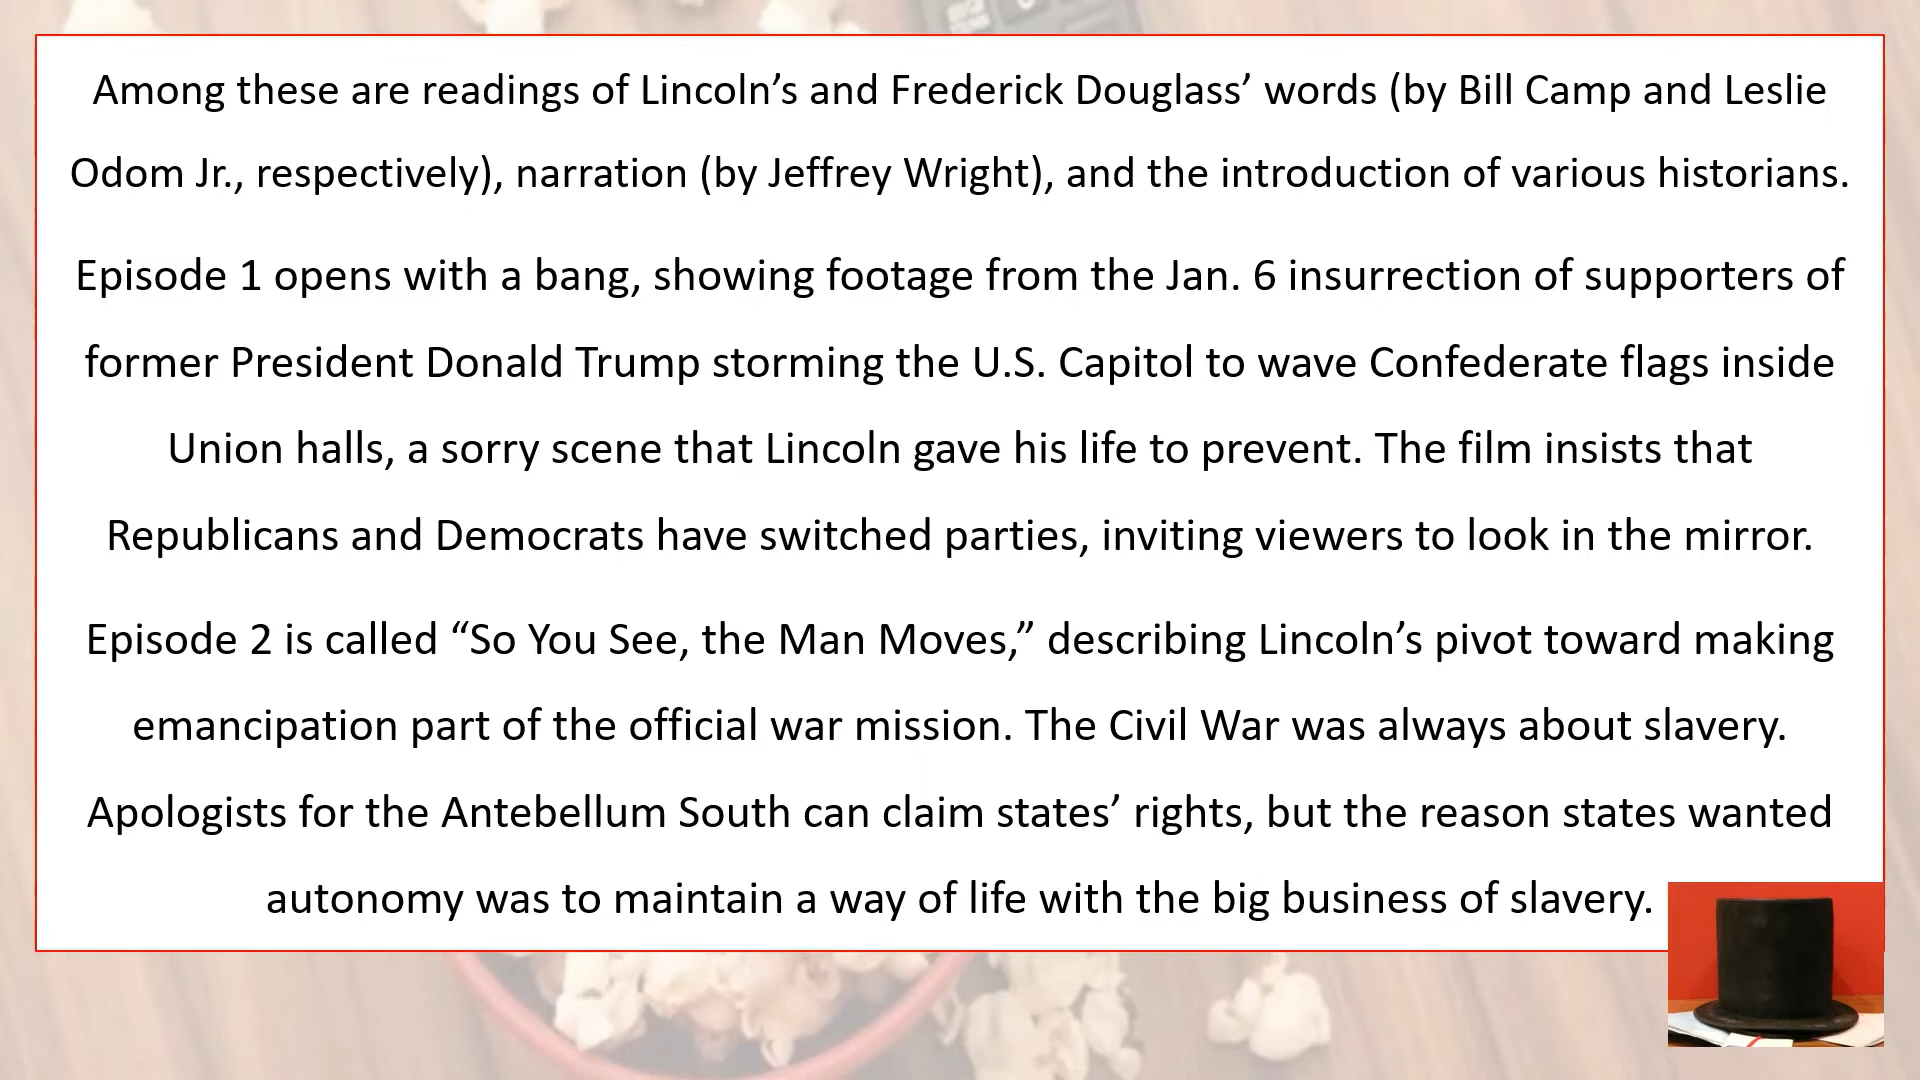 Among these are readings of Lincoln’s and Frederick Douglass’ words (by Bill Camp and Leslie
Odom Jr., respectively), narration (by Jeffrey Wright), and the introduction of various historians.
Episode 1 opens with a bang, showing footage from the Jan. 6 insurrection of supporters of
former President Donald Trump storming the U.S. Capitol to wave Confederate flags inside
Union halls, a sorry scene that Lincoln gave his life to prevent. The film insists that
Republicans and Democrats have switched parties, inviting viewers to look in the mirror.
Episode 2 is called “So You See, the Man Moves,” describing Lincoln’s pivot toward making
emancipation part of the official war mission. The Civil War was always about slavery.
Apologists for the Antebellum South can claim states’ rights, but the reason states wanted
autonomy was to maintain a way of life with the big business of slavery.